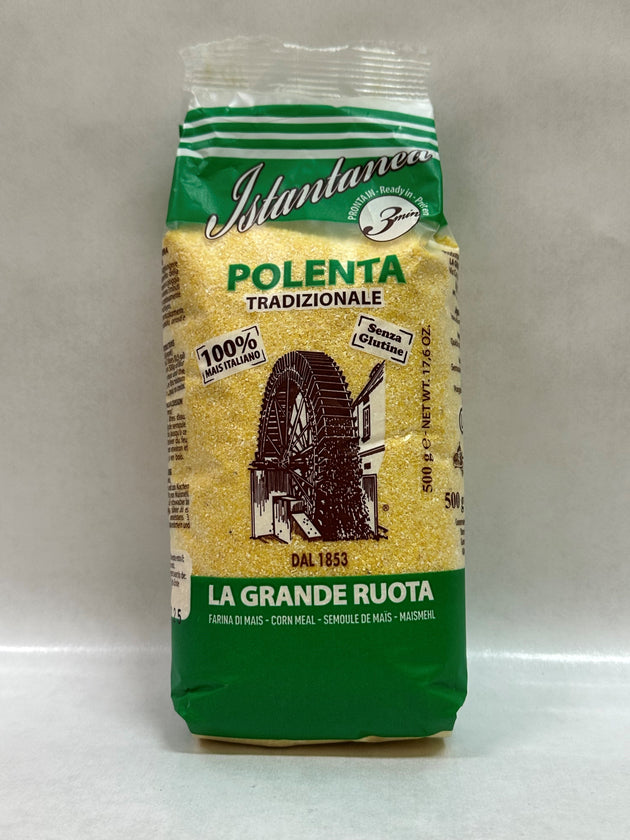 Istantanea
PRONTA IN - Ready in - Prêt en
3 min
POLENTA
TRADIZIONALE
100%
MAIS ITALIANO
Senza
Glutine
500 g ℮ - NET WT. 17,6 OZ.
500 g
®
DAL 1853
LA GRANDE RUOTA
FARINA DI MAIS - CORN MEAL - SEMOULE DE MAÏS - MAISMEHL